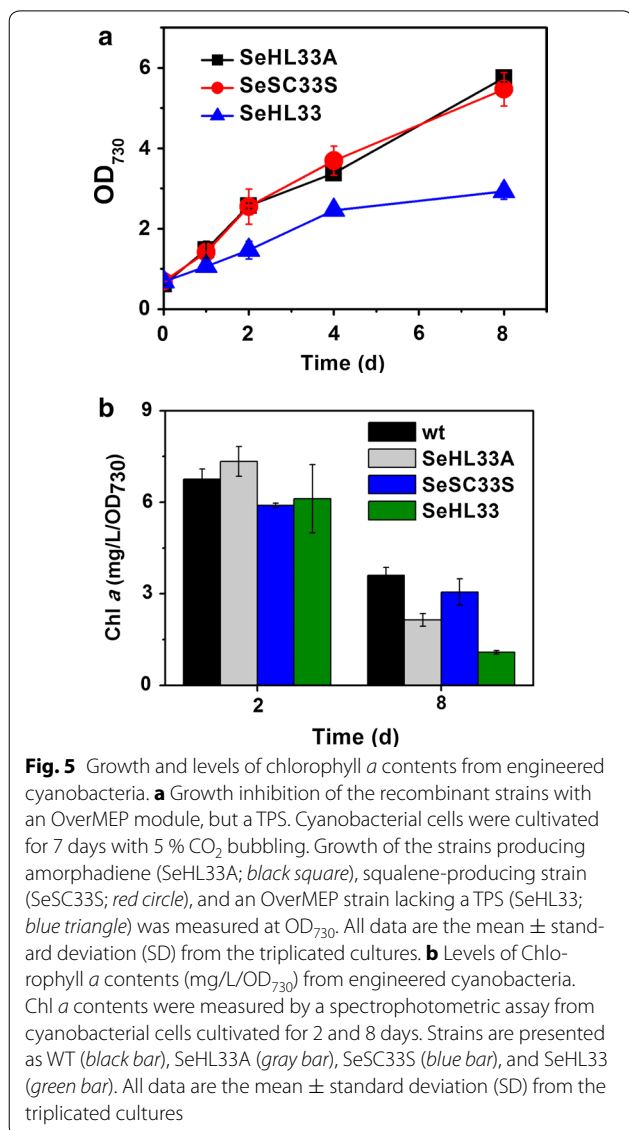 a
SeHL33A
SeSC33S
SeHL33
OD730
6
4
2
0
0 2 4 6 8
Time (d)
b
wt
SeHL33A
SeSC33S
SeHL33
Chl a (mg/L/OD730)
9
6
3
0
2 8
Time (d)
Fig. 5 Growth and levels of chlorophyll a contents from engineered
cyanobacteria. a Growth inhibition of the recombinant strains with
an OverMEP module, but a TPS. Cyanobacterial cells were cultivated
for 7 days with 5 % CO2 bubbling. Growth of the strains producing
amorphadiene (SeHL33A; black square), squalene-producing strain
(SeSC33S; red circle), and an OverMEP strain lacking a TPS (SeHL33;
blue triangle) was measured at OD730. All data are the mean ± stand-
ard deviation (SD) from the triplicated cultures. b Levels of Chlo-
rophyll a contents (mg/L/OD730) from engineered cyanobacteria.
Chl a contents were measured by a spectrophotometric assay from
cyanobacterial cells cultivated for 2 and 8 days. Strains are presented
as WT (black bar), SeHL33A (gray bar), SeSC33S (blue bar), and SeHL33
(green bar). All data are the mean ± standard deviation (SD) from the
triplicated cultures